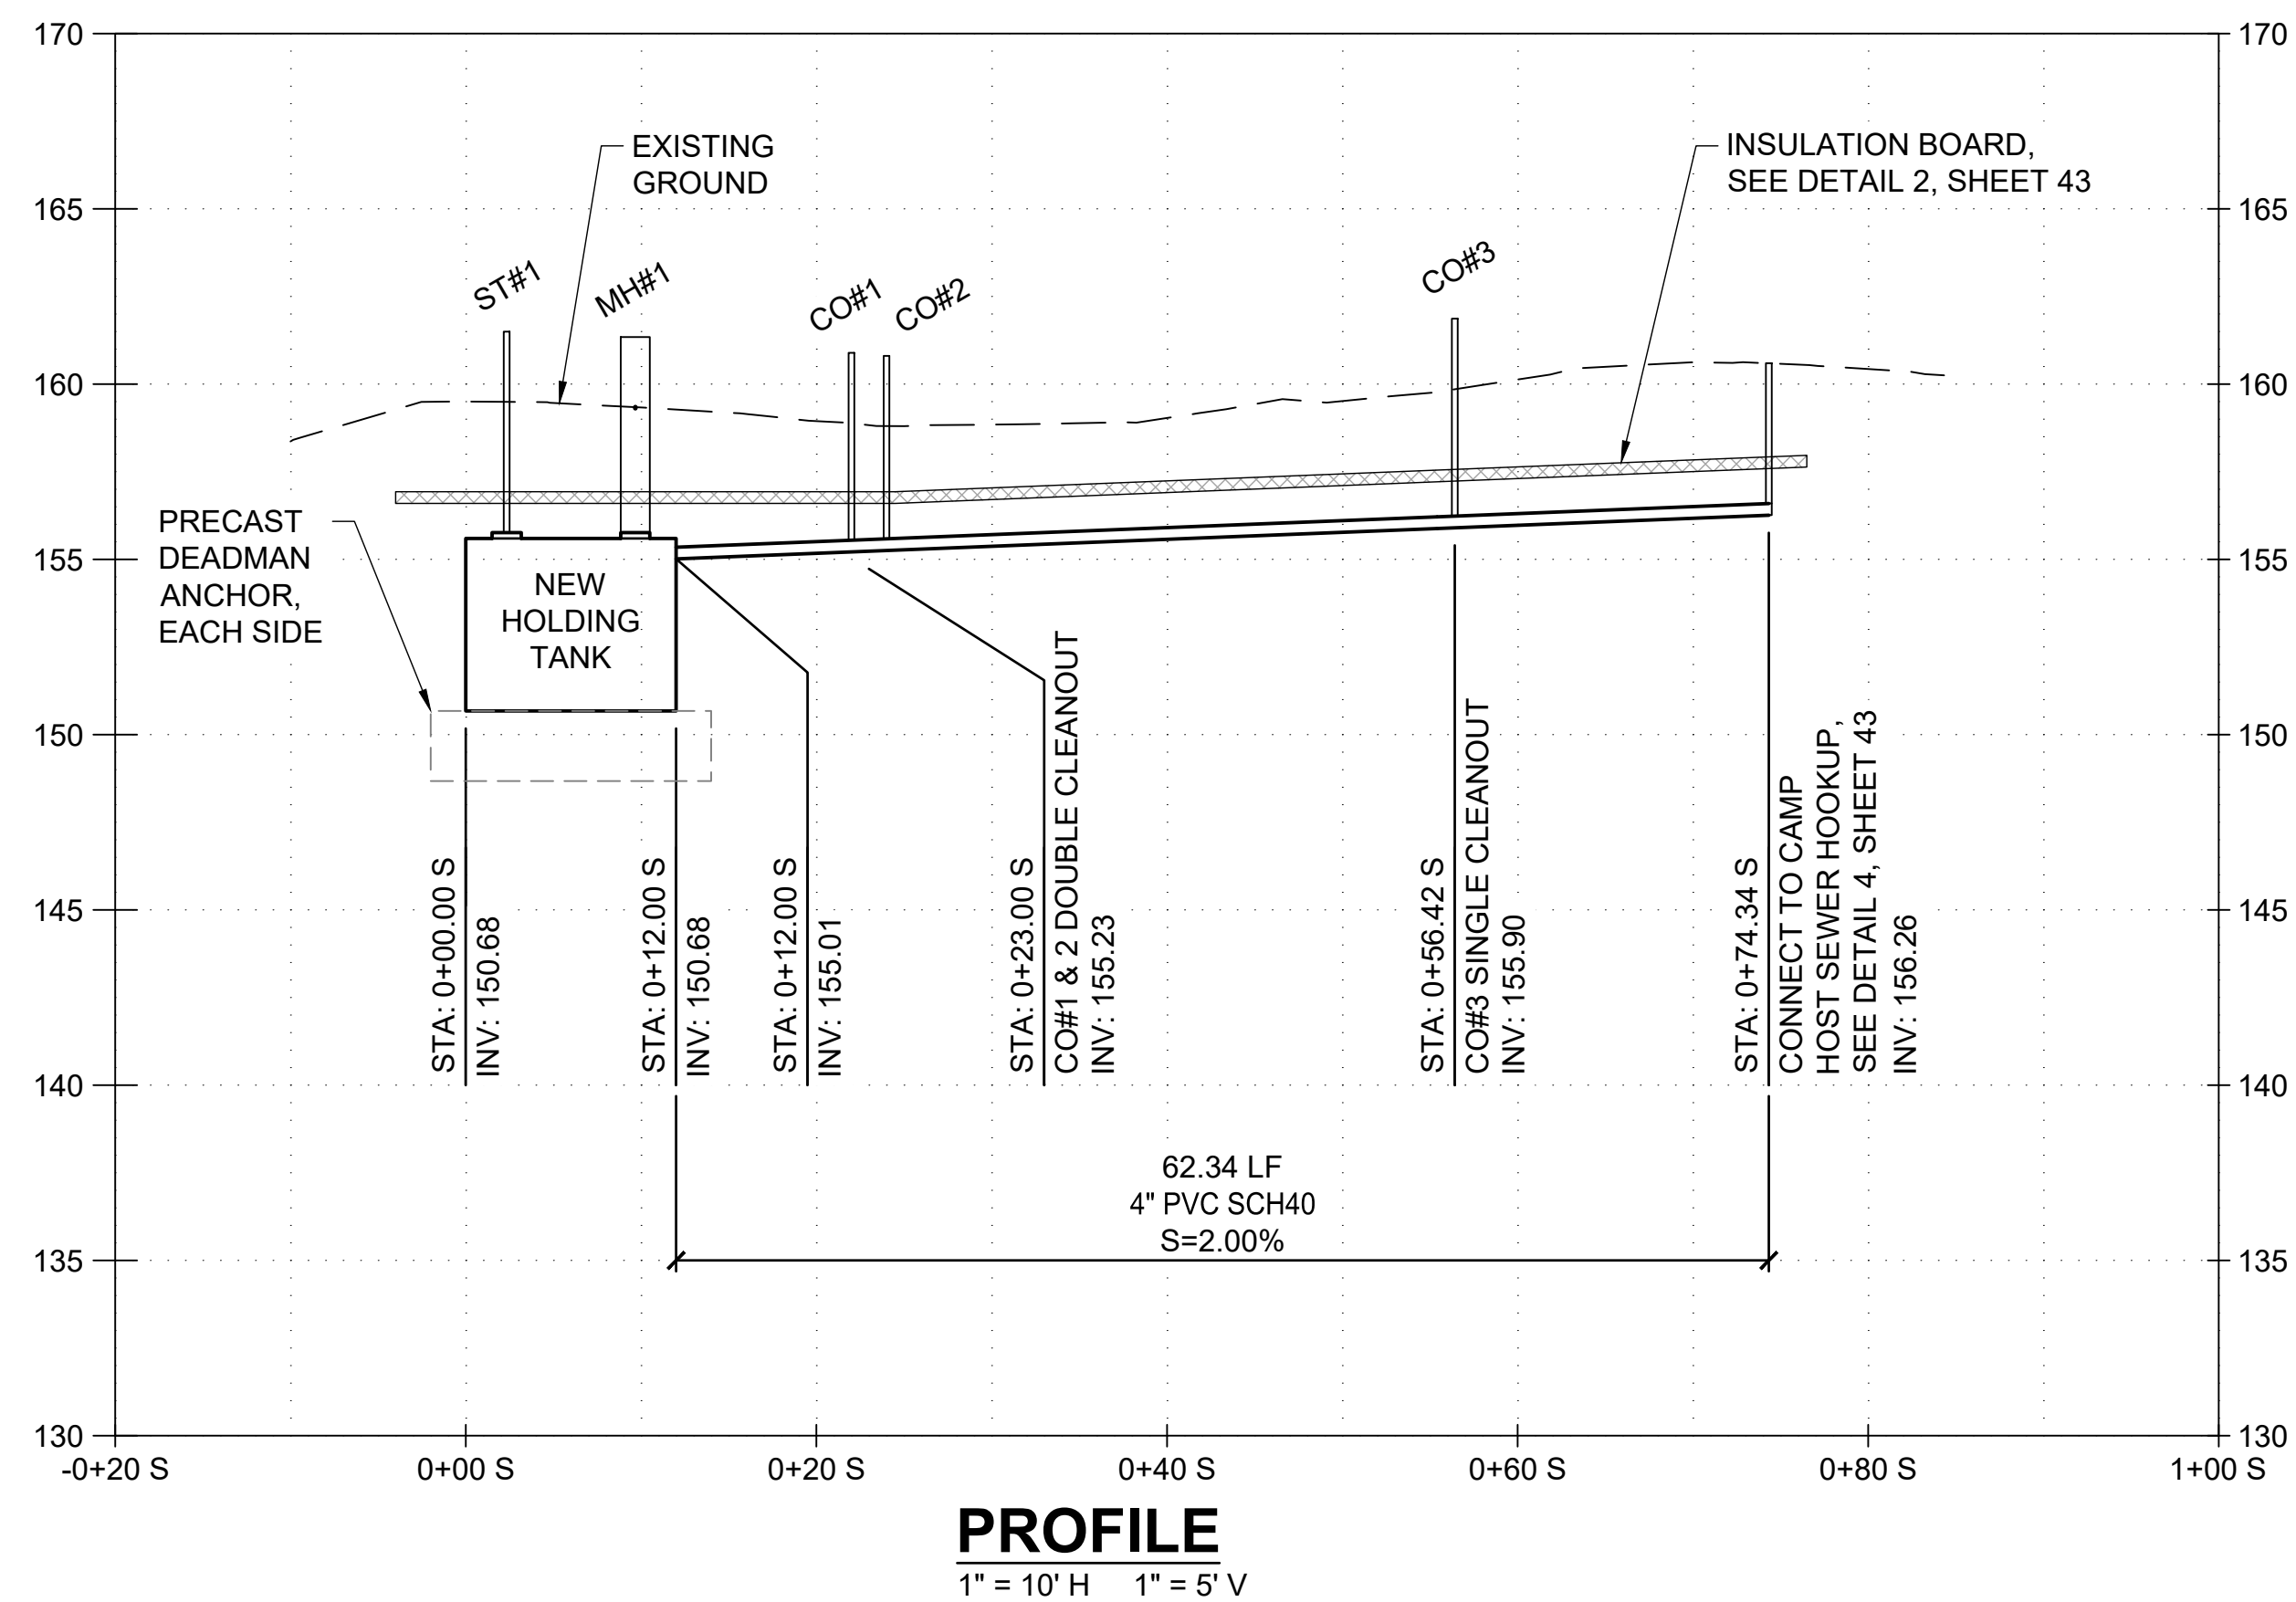 170
170
EXISTING
GROUND
INSULATION BOARD,
SEE DETAIL 2, SHEET 43
165
165
ST#1
MH#1
CO#1
CO#2
CO#3
160
160
PRECAST
DEADMAN
ANCHOR,
EACH SIDE
155
155
NEW
HOLDING
TANK
150
150
STA: 0+00.00 S
INV: 150.68
STA: 0+12.00 S
INV: 150.68
STA: 0+12.00 S
INV: 155.01
STA: 0+23.00 S
CO#1 & 2 DOUBLE CLEANOUT
INV: 155.23
STA: 0+56.42 S
CO#3 SINGLE CLEANOUT
INV: 155.90
STA: 0+74.34 S
CONNECT TO CAMP
HOST SEWER HOOKUP,
SEE DETAIL 4, SHEET 43
INV: 156.26
145
145
140
140
62.34 LF
4" PVC SCH40
S=2.00%
135
135
130
130
-0+20 S
0+00 S
0+20 S
0+40 S
0+60 S
0+80 S
1+00 S
PROFILE
1" = 10' H 1" = 5' V